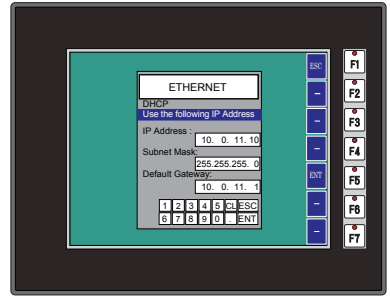 ETHERNET
DHCP
Use the following IP Address
IP Address :
10. 0. 11. 10
Subnet Mask:
255.255.255. 0
Default Gateway:
10. 0. 11. 1
1 2 3 4 5 CL ESC
6 7 8 9 0 . ENT
ESC
–
–
–
ENT
–
–
F1
F2
F3
F4
F5
F6
F7